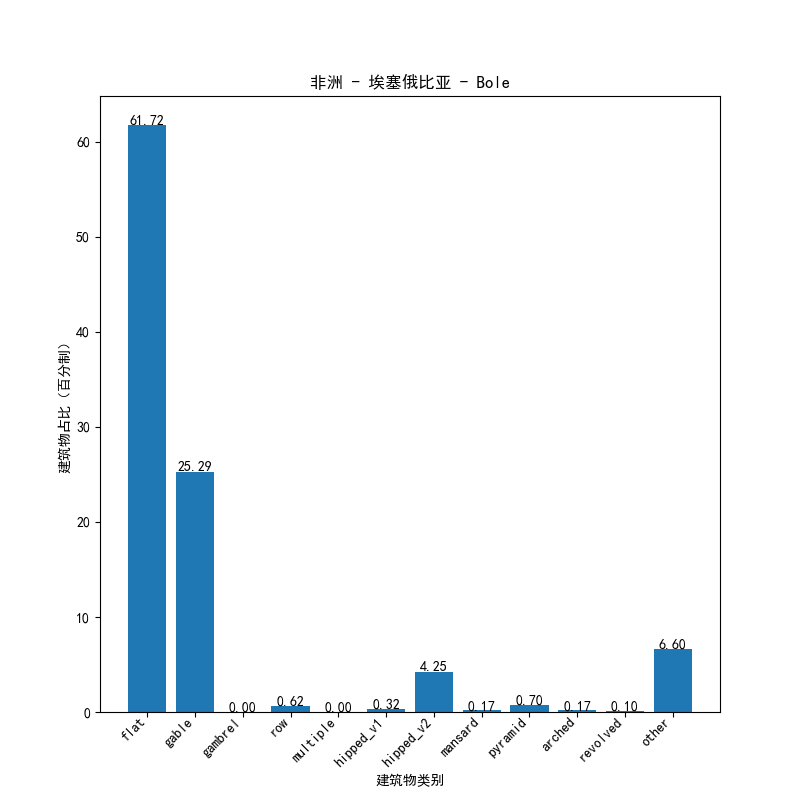 非洲 - 埃塞俄比亚 - Bole
建筑物占比（百分制）
60
50
40
30
20
10
0
61.72
25.29
0.00
0.62
0.00
0.32
4.25
0.17
0.70
0.17
0.10
6.60
flat
gable
gambrel
row
multiple
hipped_v1
hipped_v2
mansard
pyramid
arched
revolved
other
建筑物类别